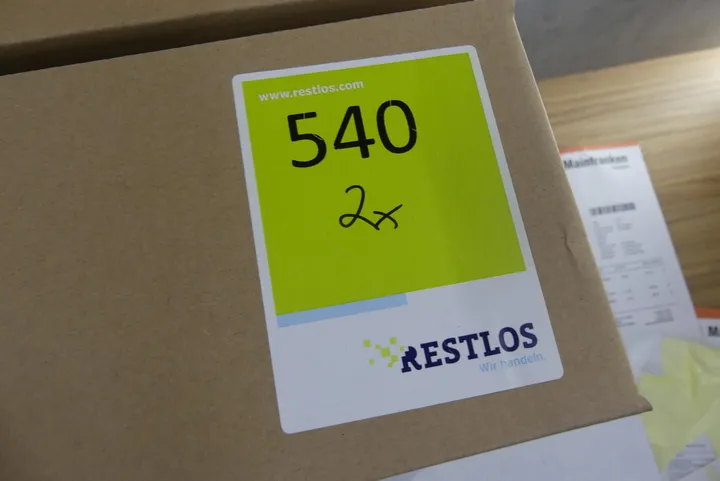 www.restlos.com
540
2x
RESTLOS
Wir handeln.
Mainfranken